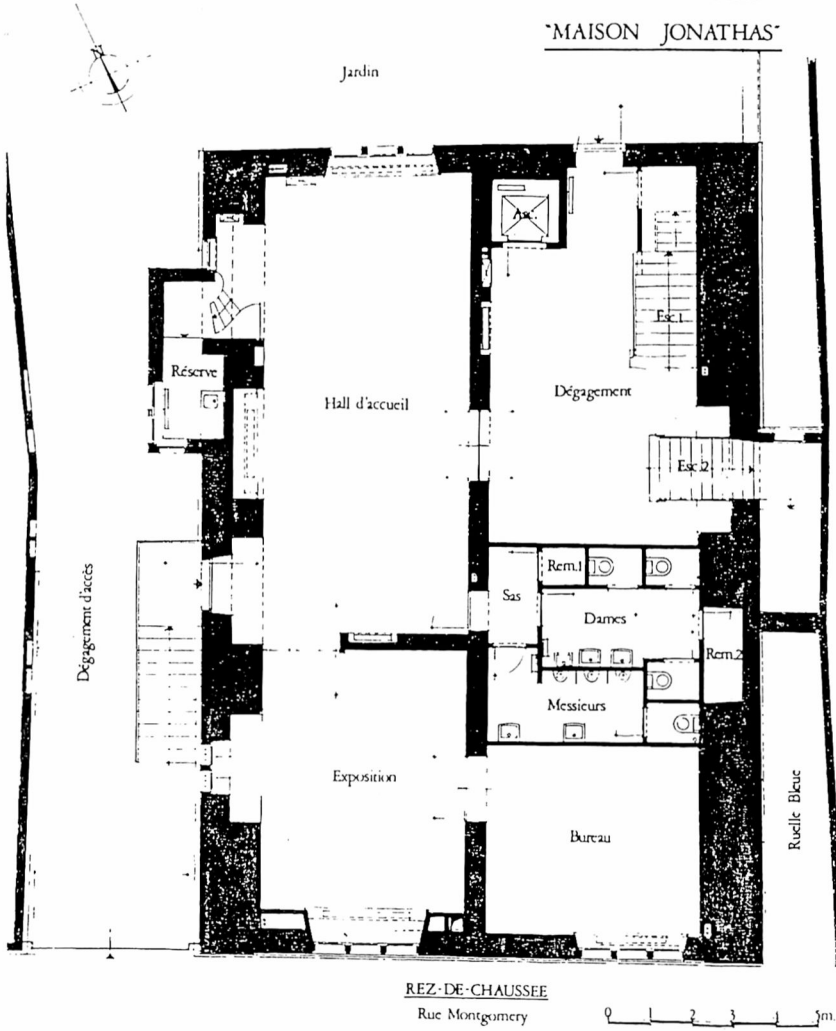 "MAISON JONATHAS"
N
Jardin
Asc.
Esc.1
Réserve
Hall d'accueil
Dégagement
Esc.2
Dégagement d'accès
Sas
Rem.1
Dames
Rem.2
Messieurs
Exposition
Bureau
Ruelle Bleue
REZ-DE-CHAUSSEE
Rue Montgomery
0 1 2 3 4 5m.